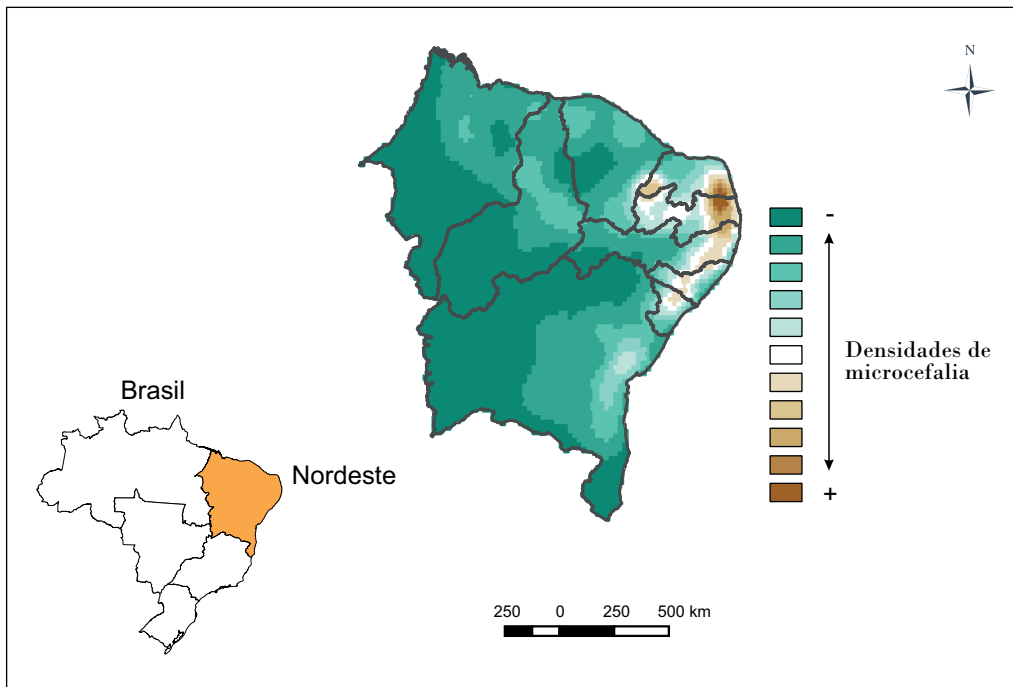 N
-
Densidades de
microcefalia
+
Brasil
Nordeste
250 0 250 500 km